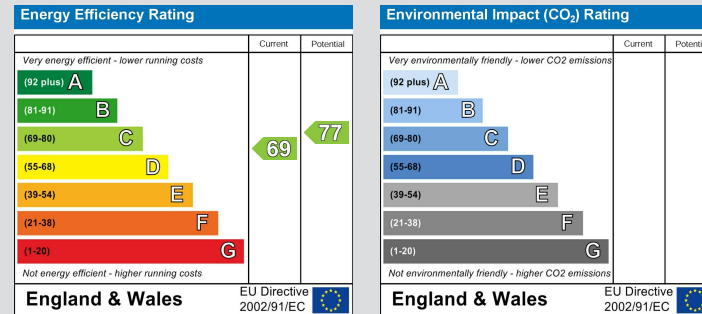 Energy Efficiency Rating
Current Potential
Very energy efficient - lower running costs
(92 plus) A
(81-91) B
(69-80) C
(55-68) D
(39-54) E
(21-38) F
(1-20) G
69
77
Not energy efficient - higher running costs
England & Wales
EU Directive
2002/91/EC
Environmental Impact (CO₂) Rating
Current Potenti
Very environmentally friendly - lower CO2 emissions
(92 plus) A
(81-91) B
(69-80) C
(55-68) D
(39-54) E
(21-38) F
(1-20) G
Not environmentally friendly - higher CO2 emissions
England & Wales
EU Directive
2002/91/EC